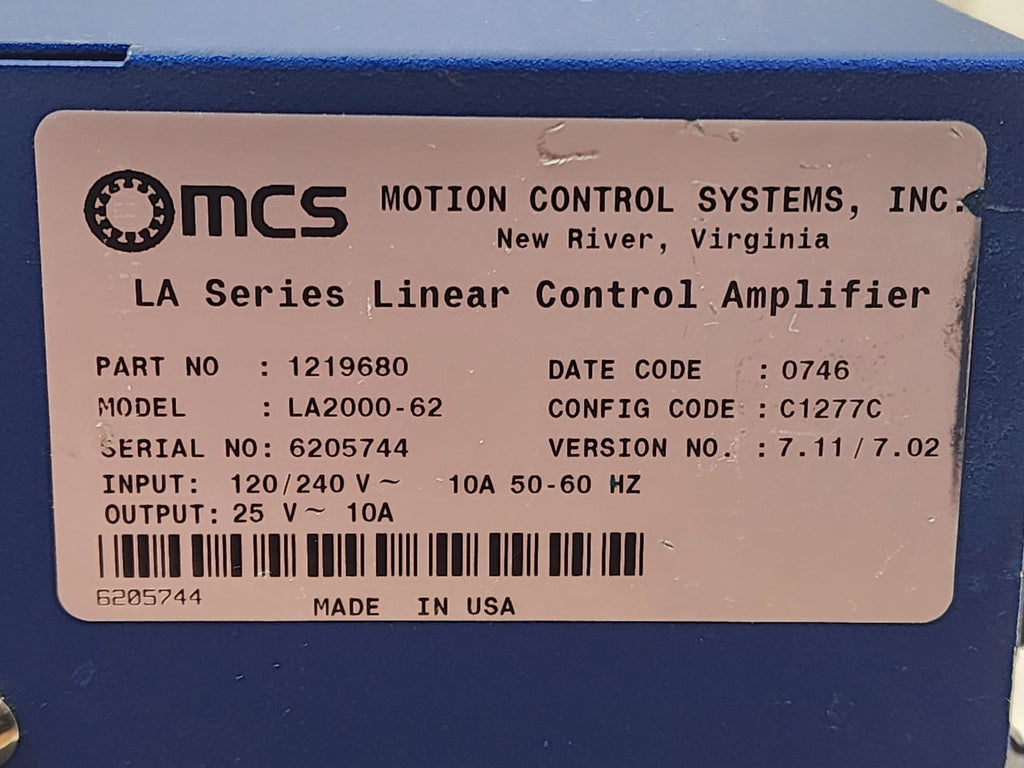 mcs MOTION CONTROL SYSTEMS, INC.
New River, Virginia
LA Series Linear Control Amplifier
PART NO : 1219680 DATE CODE : 0746
MODEL : LA2000-62 CONFIG CODE : C1277C
SERIAL NO: 6205744 VERSION NO. : 7.11/7.02
INPUT: 120/240 V~ 10A 50-60 HZ
OUTPUT: 25 V~ 10A
6205744
MADE IN USA